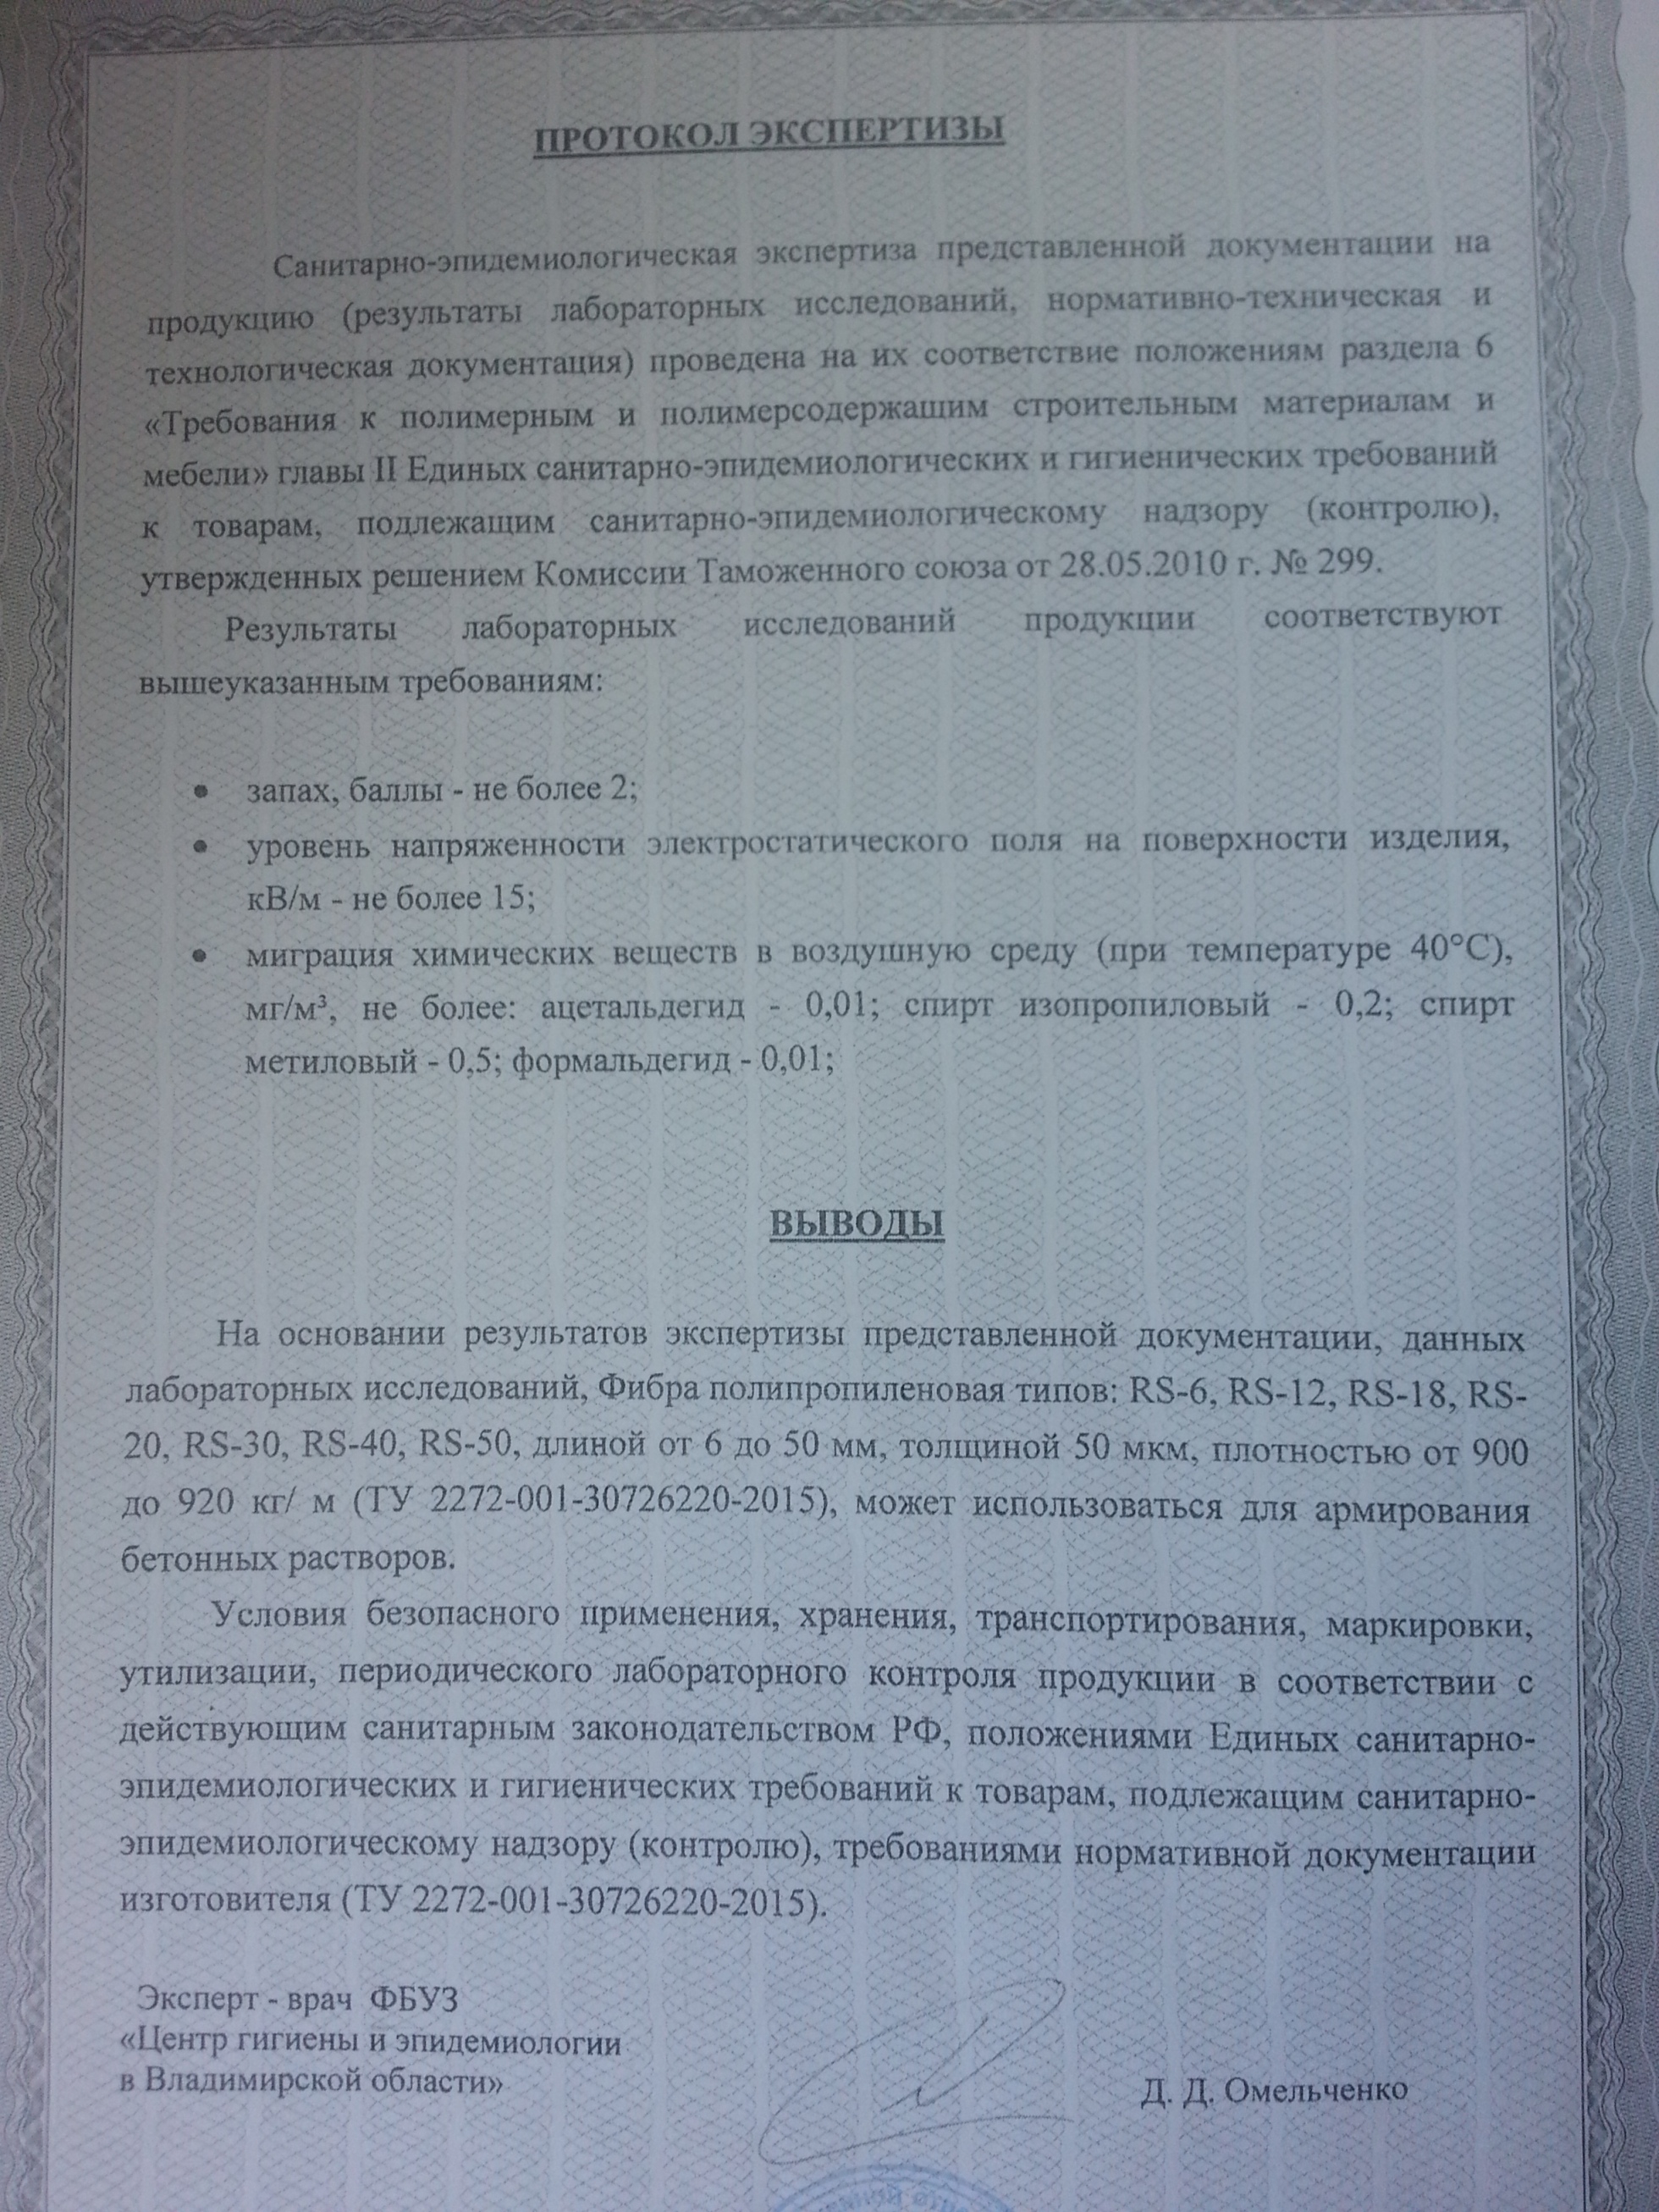 ПРОТОКОЛ ЭКСПЕРТИЗЫ
Санитарно-эпидемиологическая экспертиза представленной документации на
продукцию (результаты лабораторных исследований, нормативно-техническая и
технологическая документация) проведена на их соответствие положениям раздела 6
«Требования к полимерным и полимерсодержащим строительным материалам и
мебели» главы II Единых санитарно-эпидемиологических и гигиенических требований
к товарам, подлежащим санитарно-эпидемиологическому надзору (контролю),
утвержденных решением Комиссии Таможенного союза от 28.05.2010 г. № 299.
Результаты лабораторных исследований продукции соответствуют
вышеуказанным требованиям:
• запах, баллы - не более 2;
• уровень напряженности электростатического поля на поверхности изделия,
кВ/м - не более 15;
• миграция химических веществ в воздушную среду (при температуре 40°С),
мг/м³, не более: ацетальдегид - 0,01; спирт изопропиловый - 0,2; спирт
метиловый - 0,5; формальдегид - 0,01;
ВЫВОДЫ
На основании результатов экспертизы представленной документации, данных
лабораторных исследований, Фибра полипропиленовая типов: RS-6, RS-12, RS-18, RS-
20, RS-30, RS-40, RS-50, длиной от 6 до 50 мм, толщиной 50 мкм, плотностью от 900
до 920 кг/ м (ТУ 2272-001-30726220-2015), может использоваться для армирования
бетонных растворов.
Условия безопасного применения, хранения, транспортирования, маркировки,
утилизации, периодического лабораторного контроля продукции в соответствии с
действующим санитарным законодательством РФ, положениями Единых санитарно-
эпидемиологических и гигиенических требований к товарам, подлежащим санитарно-
эпидемиологическому надзору (контролю), требованиями нормативной документации
изготовителя (ТУ 2272-001-30726220-2015).
Эксперт - врач ФБУЗ
«Центр гигиены и эпидемиологии
в Владимирской области»
Д. Д. Омельченко